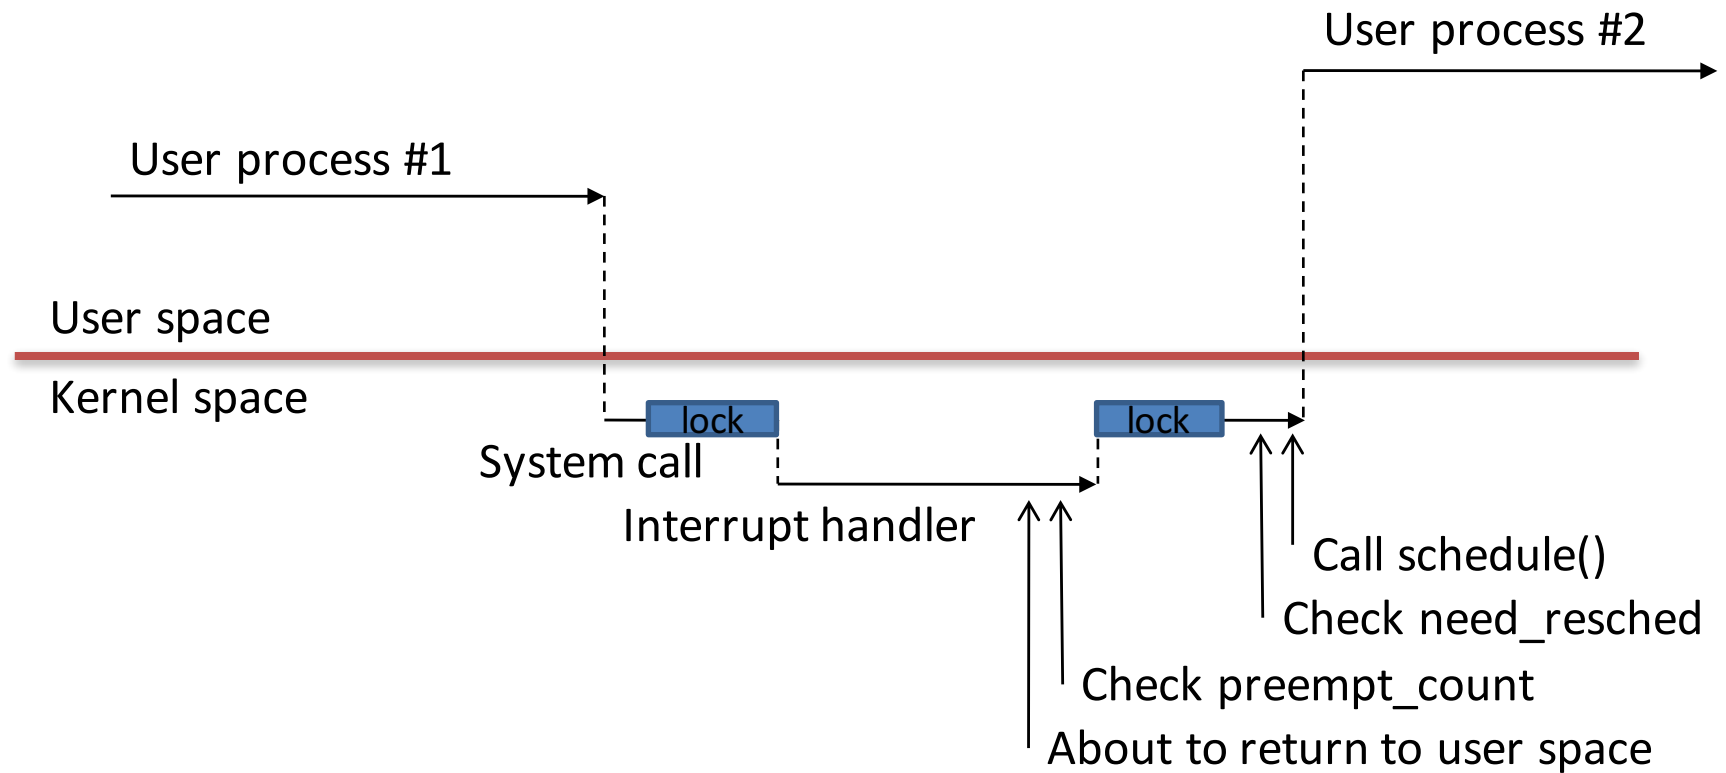 User process #2
User process #1
User space
Kernel space
lock
lock
System call
Interrupt handler
Call schedule()
Check need_resched
Check preempt_count
About to return to user space